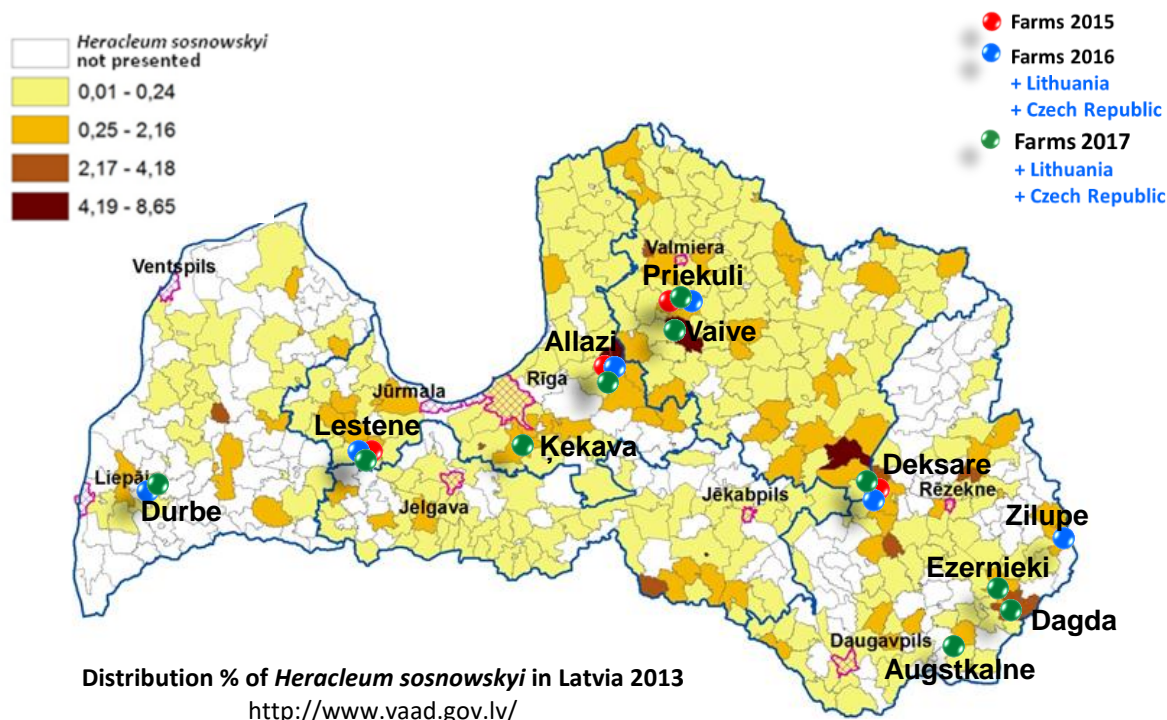 Heracleum sosnowskyi
not presented
0,01 - 0,24
0,25 - 2,16
2,17 - 4,18
4,19 - 8,65
Farms 2015
Farms 2016
+ Lithuania
+ Czech Republic
Farms 2017
+ Lithuania
+ Czech Republic
Ventspils
Valmiera
Priekuli
Vaive
Allazi
Rīga
Jūrmala
Lestene
Ķekava
Liepāj
Durbe
Jelgava
Jēkabpils
Deksare
Rēzekne
Zilupe
Ezernieki
Dagda
Daugavpils
Augstkalne
Distribution % of Heracleum sosnowskyi in Latvia 2013
http://www.vaad.gov.lv/